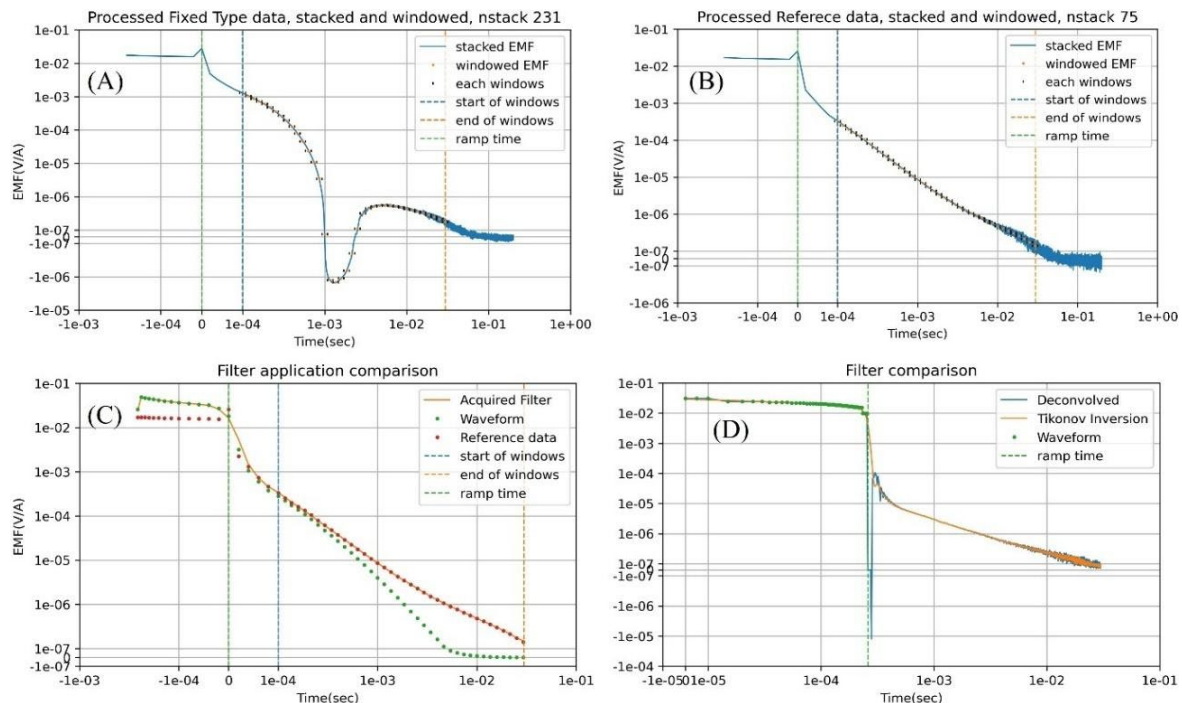 Processed Fixed Type data, stacked and windowed, nstack 231
(A)
1e-01
1e-02
1e-03
1e-04
1e-05
1e-06
1e-07
-1e-07
-1e-06
-1e-05
EMF(V/A)
stacked EMF
windowed EMF
each windows
start of windows
end of windows
ramp time
-1e-03 -1e-04 0 1e-04 1e-03 1e-02 1e-01 1e+00
Time(sec)
Processed Referece data, stacked and windowed, nstack 75
(B)
1e-01
1e-02
1e-03
1e-04
1e-05
1e-06
1e-07
0
-1e-07
-1e-06
EMF(V/A)
stacked EMF
windowed EMF
each windows
start of windows
end of windows
ramp time
-1e-03 -1e-04 0 1e-04 1e-03 1e-02 1e-01 1e+00
Time(sec)
Filter application comparison
(C)
1e-01
1e-02
1e-03
1e-04
1e-05
1e-06
1e-07
0
-1e-07
EMF(V/A)
Acquired Filter
Waveform
Reference data
start of windows
end of windows
ramp time
-1e-03 -1e-04 0 1e-04 1e-03 1e-02 1e-01
Time(sec)
Filter comparison
(D)
1e-01
1e-02
1e-03
1e-04
1e-05
1e-06
1e-07
0
-1e-07
-1e-06
-1e-05
-1e-04
Deconvolved
Tikonov Inversion
Waveform
ramp time
-1e-0501e-05 1e-04 1e-03 1e-02 1e-01
Time(sec)